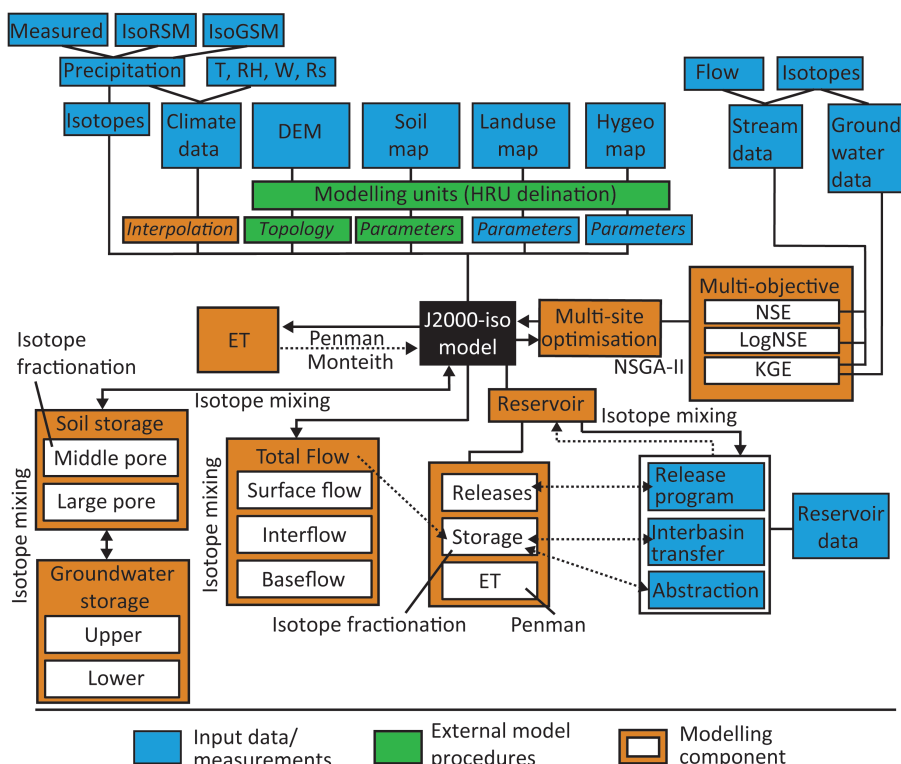 Measured
IsoRSM
IsoGSM
Precipitation
T, RH, W, Rs
Flow
Isotopes
Isotopes
Climate
data
DEM
Soil
map
Landuse
map
Hygeo
map
Stream
data
Ground
water
data
Modelling units (HRU delination)
Interpolation
Topology
Parameters
Parameters
Parameters
Multi-objective
NSE
LogNSE
KGE
ET
Penman
Monteith
J2000-iso
model
Multi-site
optimisation
NSGA-II
Isotope
fractionation
Isotope mixing
Reservoir
Isotope mixing
Soil storage
Middle pore
Large pore
Isotope mixing
Groundwater
storage
Upper
Lower
Isotope mixing
Total Flow
Surface flow
Interflow
Baseflow
Releases
Storage
ET
Isotope fractionation
Penman
Release
program
Interbasin
transfer
Abstraction
Reservoir
data
Input data/
measurements
External model
procedures
Modelling
component